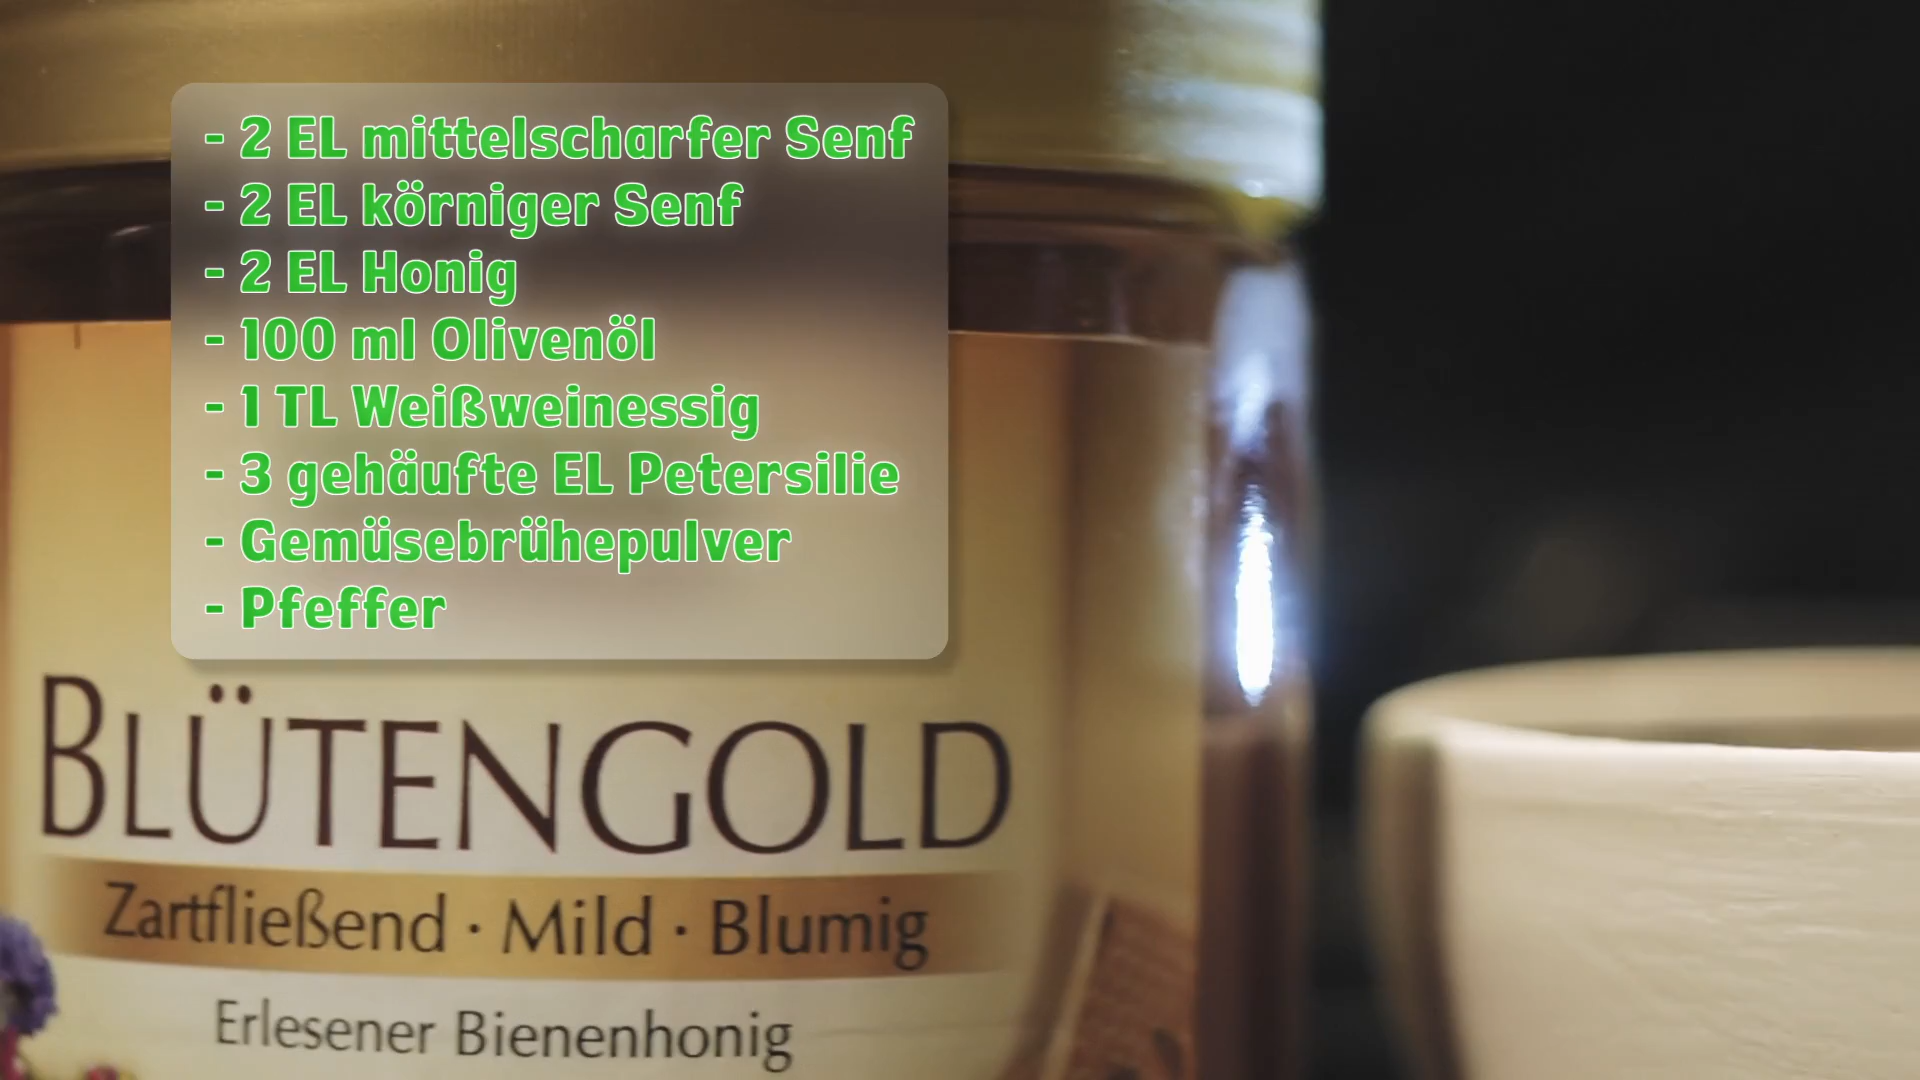 - 2 EL mittelscharfer Senf
- 2 EL körniger Senf
- 2 EL Honig
- 100 ml Olivenöl
- 1 TL Weißweinessig
- 3 gehäufte EL Petersilie
- Gemüsebrühepulver
- Pfeffer
BLÜTENGOLD
Zartfließend · Mild · Blumig
Erlesener Bienenhonig